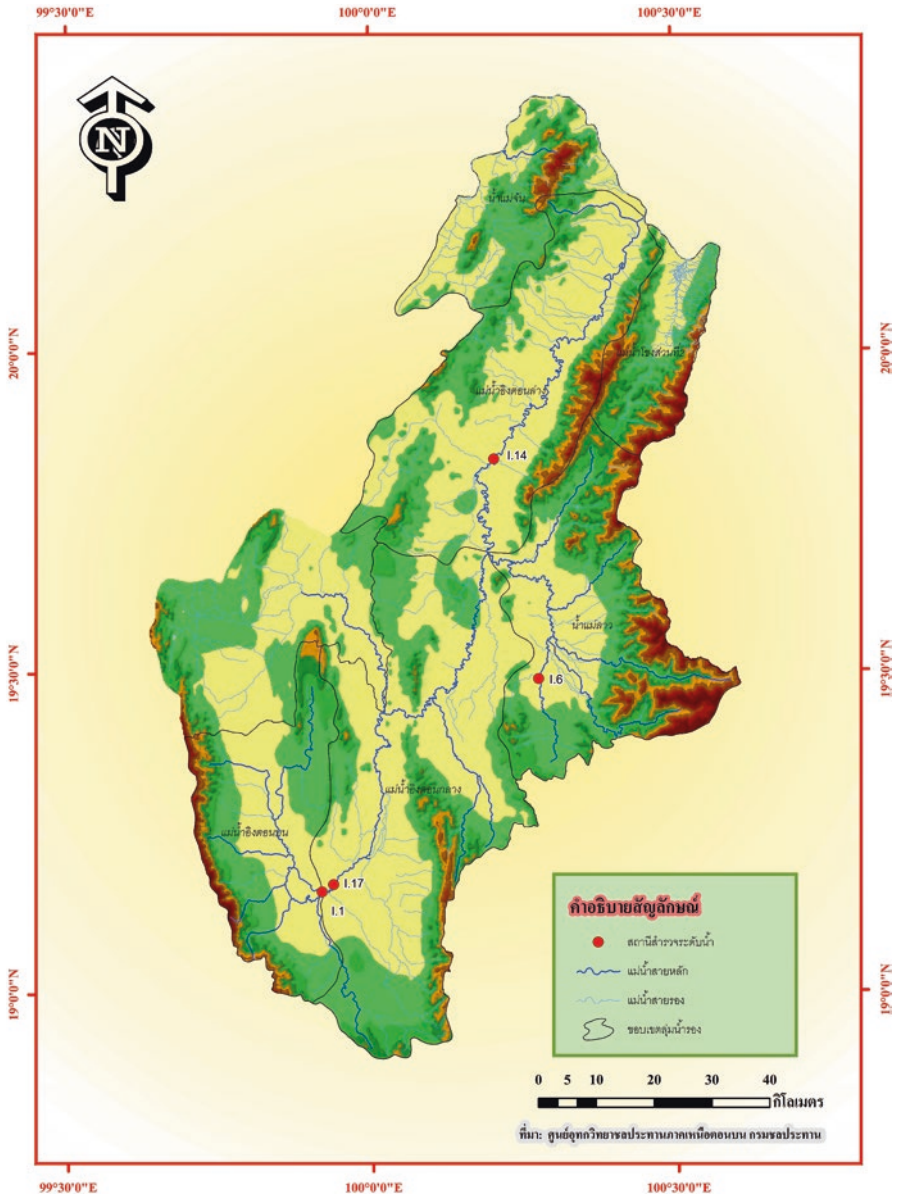 99°30'0"E 100°0'0"E 100°30'0"E
N
น้ำแม่จัน
20°0'0"N
20°0'0"N
แม่น้ำโขงส่วนที่2
แม่น้ำอิงตอนล่าง
I.14
น้ำแม่ลาว
19°30'0"N
19°30'0"N
I.6
แม่น้ำอิงตอนกลาง
แม่น้ำอิงตอนบน
I.17
I.1
คำอธิบายสัญลักษณ์
สถานีสำรวจระดับน้ำ
แม่น้ำสายหลัก
แม่น้ำสายรอง
ขอบเขตลุ่มน้ำรอง
19°0'0"N
19°0'0"N
0 5 10 20 30 40
กิโลเมตร
ที่มา: ศูนย์อุทกวิทยาชลประทานภาคเหนือตอนบน กรมชลประทาน
99°30'0"E 100°0'0"E 100°30'0"E